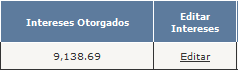 Intereses Otorgados
Editar
Intereses
9,138.69
Editar